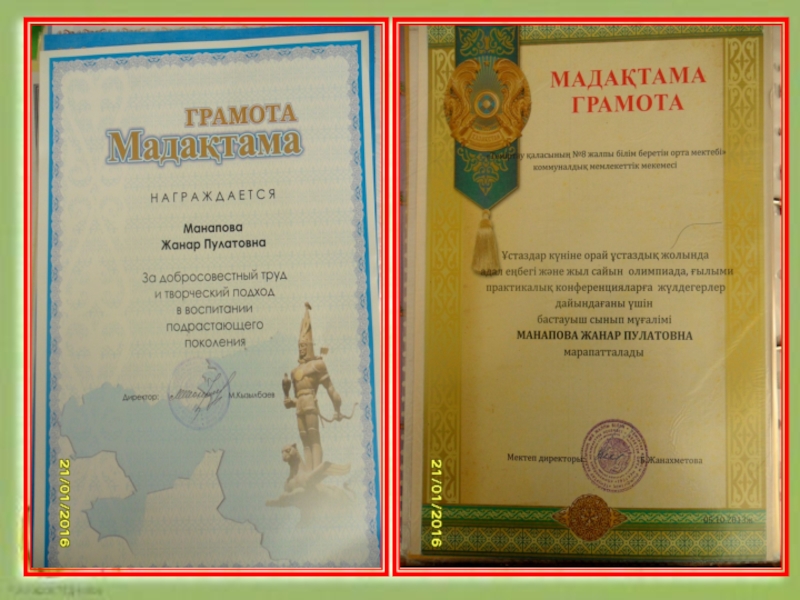 ГРАМОТА
Мадақтама
НАГРАЖДАЕТСЯ
Манапова
Жанар Пулатовна
За добросовестный труд
и творческий подход
в воспитании
подрастающего
поколения
Директор:
М.Кызылбаев
21/01/2016
МАДАҚТАМА
ГРАМОТА
қаласының №8 жалпы білім беретін орта мектебі»
коммуналдық мемлекеттік мекемесі
Ұстаздар күніне орай ұстаздық жолында
адал еңбегі және жыл сайын олимпиада, ғылыми
практикалық конференцияларға жүлдегерлер
дайындағаны үшін
бастауыш сынып мұғалімі
МАНАПОВА ЖАНАР ПУЛАТОВНА
марапатталады
Мектеп директоры:
Жанахметова
21/01/2016